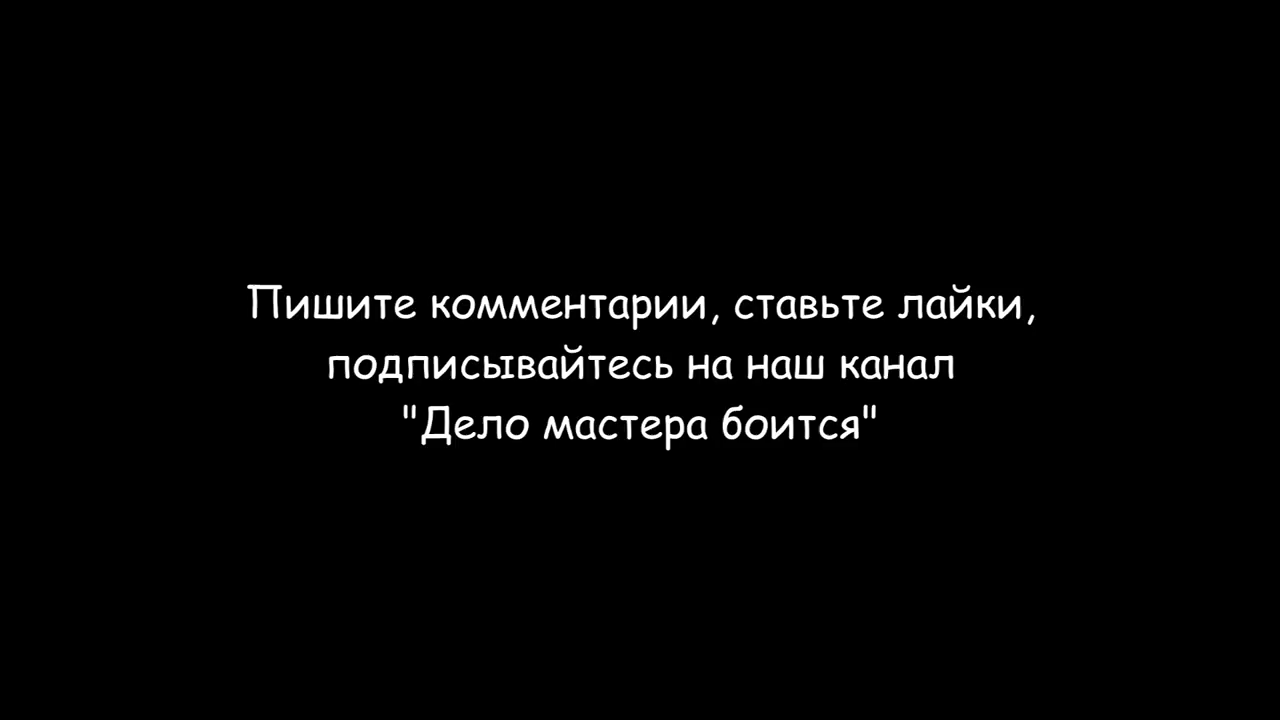 Пишите комментарии, ставьте лайки,
подписывайтесь на наш канал
"Дело мастера боится"